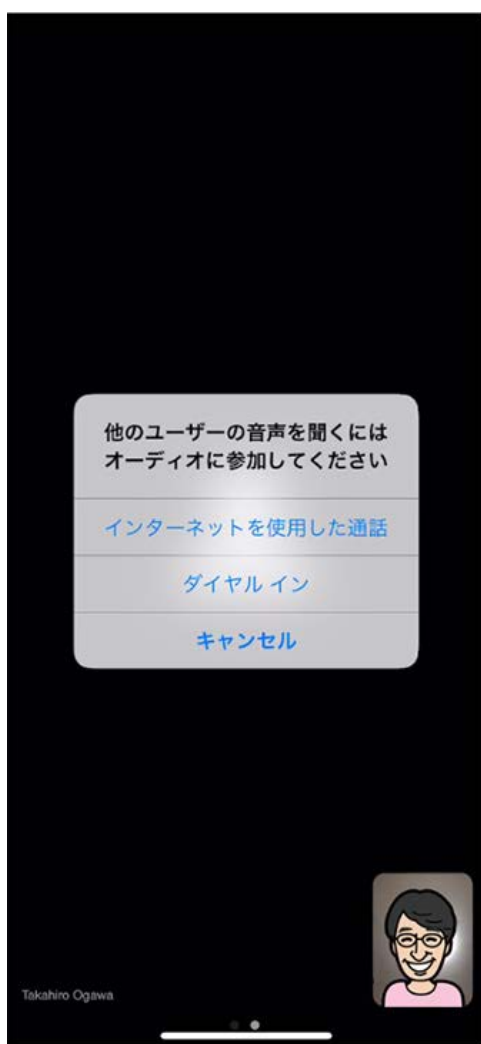 他のユーザーの音声を聞くには
オーディオに参加してください
インターネットを使用した通話
ダイヤル イン
キャンセル
Takahiro Ogawa